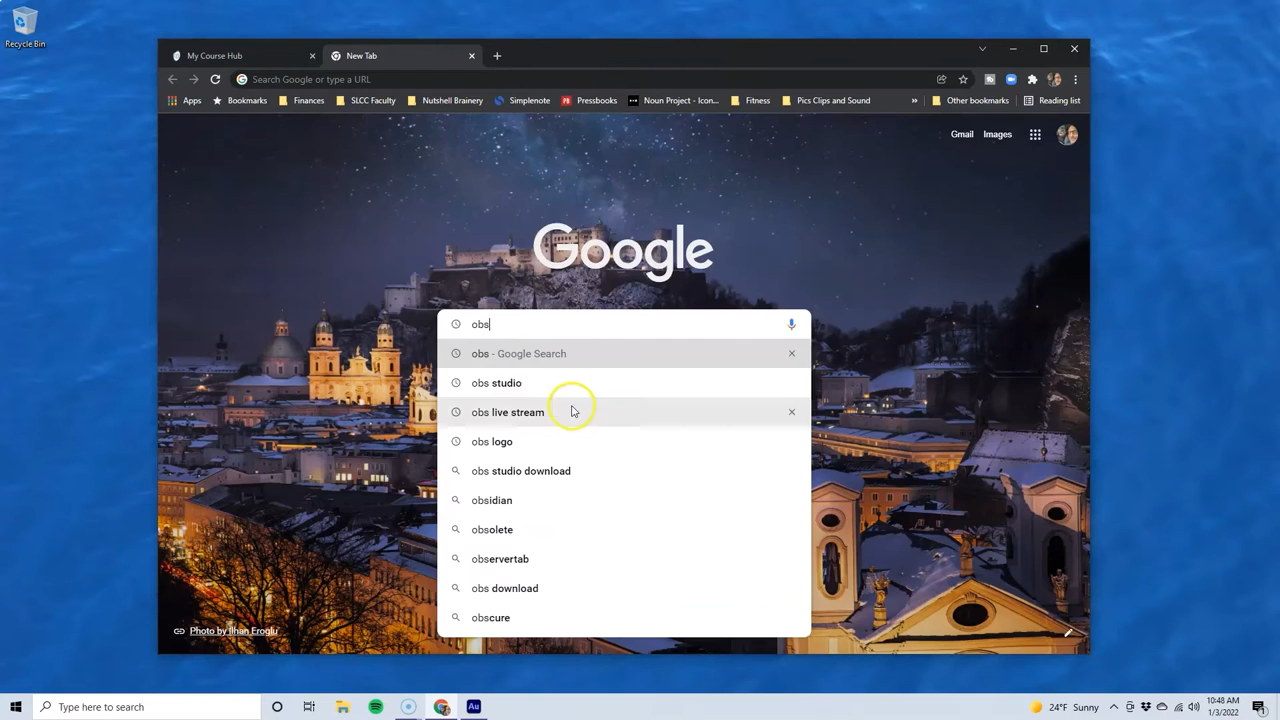 Recycle Bin
My Course Hub
New Tab
Search Google or type a URL
Apps
Bookmarks
Finances
SLCC Faculty
Nutshell Brainery
Simplenote
Pressbooks
Noun Project - Icon...
Fitness
Pics Clips and Sound
»
Other bookmarks
Reading list
Gmail
Images
Google
obs
obs - Google Search
obs studio
obs live stream
obs logo
obs studio download
obsidian
obsolete
observertab
obs download
obscure
Photo by Ilhan Eroglu
Type here to search
Au
24°F Sunny
10:48 AM
1/3/2022
1